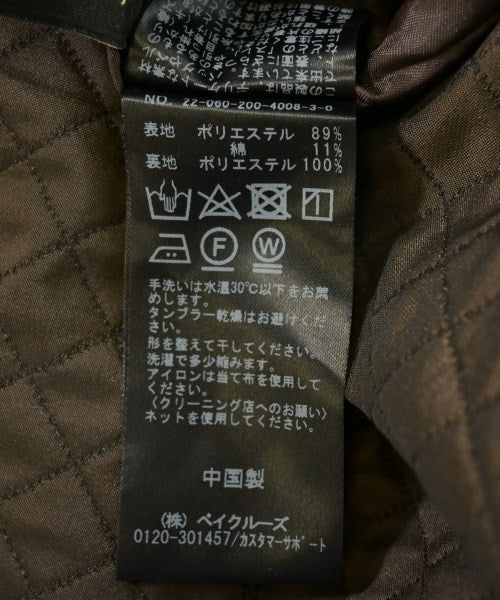 NO. 22-060-200-4008-3-0
表地 ポリエステル 89%
綿 11%
裏地 ポリエステル 100%
F W
手洗いは水温30℃以下をお薦
めします。
タンブラー乾燥はお避けくだ
さい。
形を整えて干してください。
洗濯で多少縮みます。
アイロンは当て布を使用して
ください。
〈クリーニング店へのお願い〉
ネットを使用してください。
中国製
(株) ベイクルーズ
0120-301457/カスタマーサポート